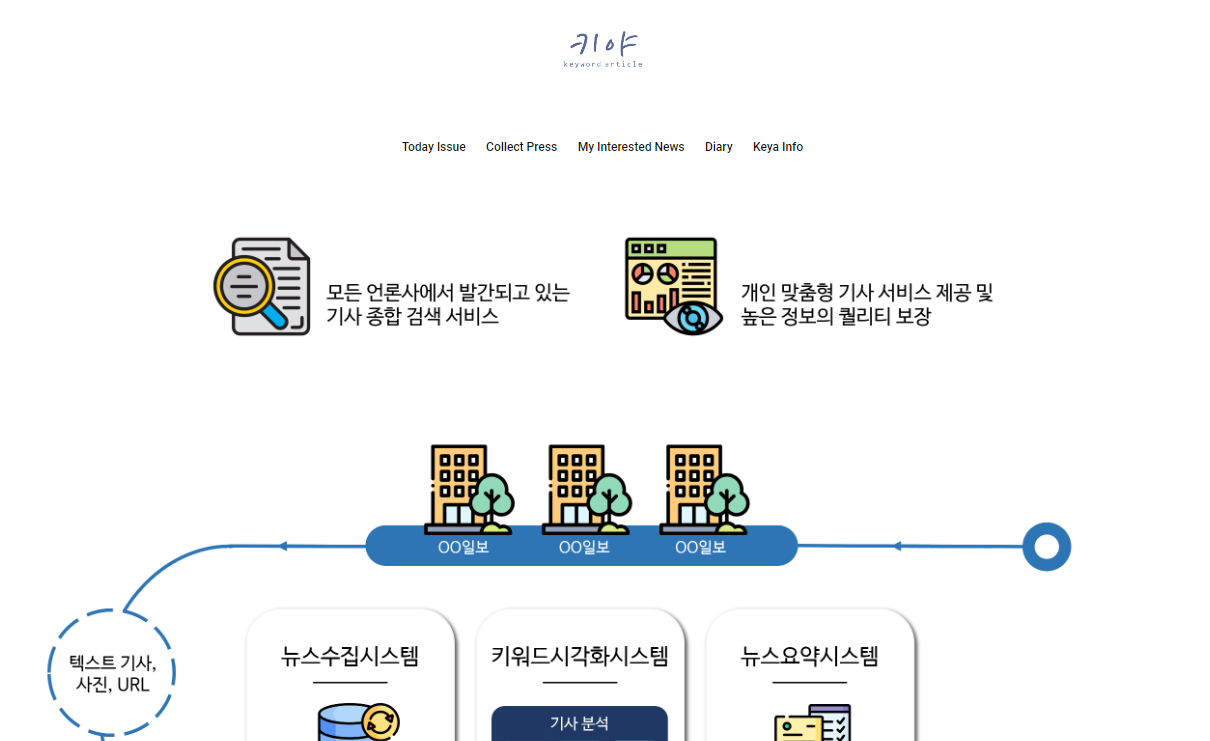 키야
keyword article
Today Issue Collect Press My Interested News Diary Keya Info
모든 언론사에서 발간되고 있는
기사 종합 검색 서비스
개인 맞춤형 기사 서비스 제공 및
높은 정보의 퀄리티 보장
OO일보 OO일보 OO일보
텍스트 기사,
사진, URL
뉴스수집시스템
키워드시각화시스템
기사 분석
뉴스요약시스템